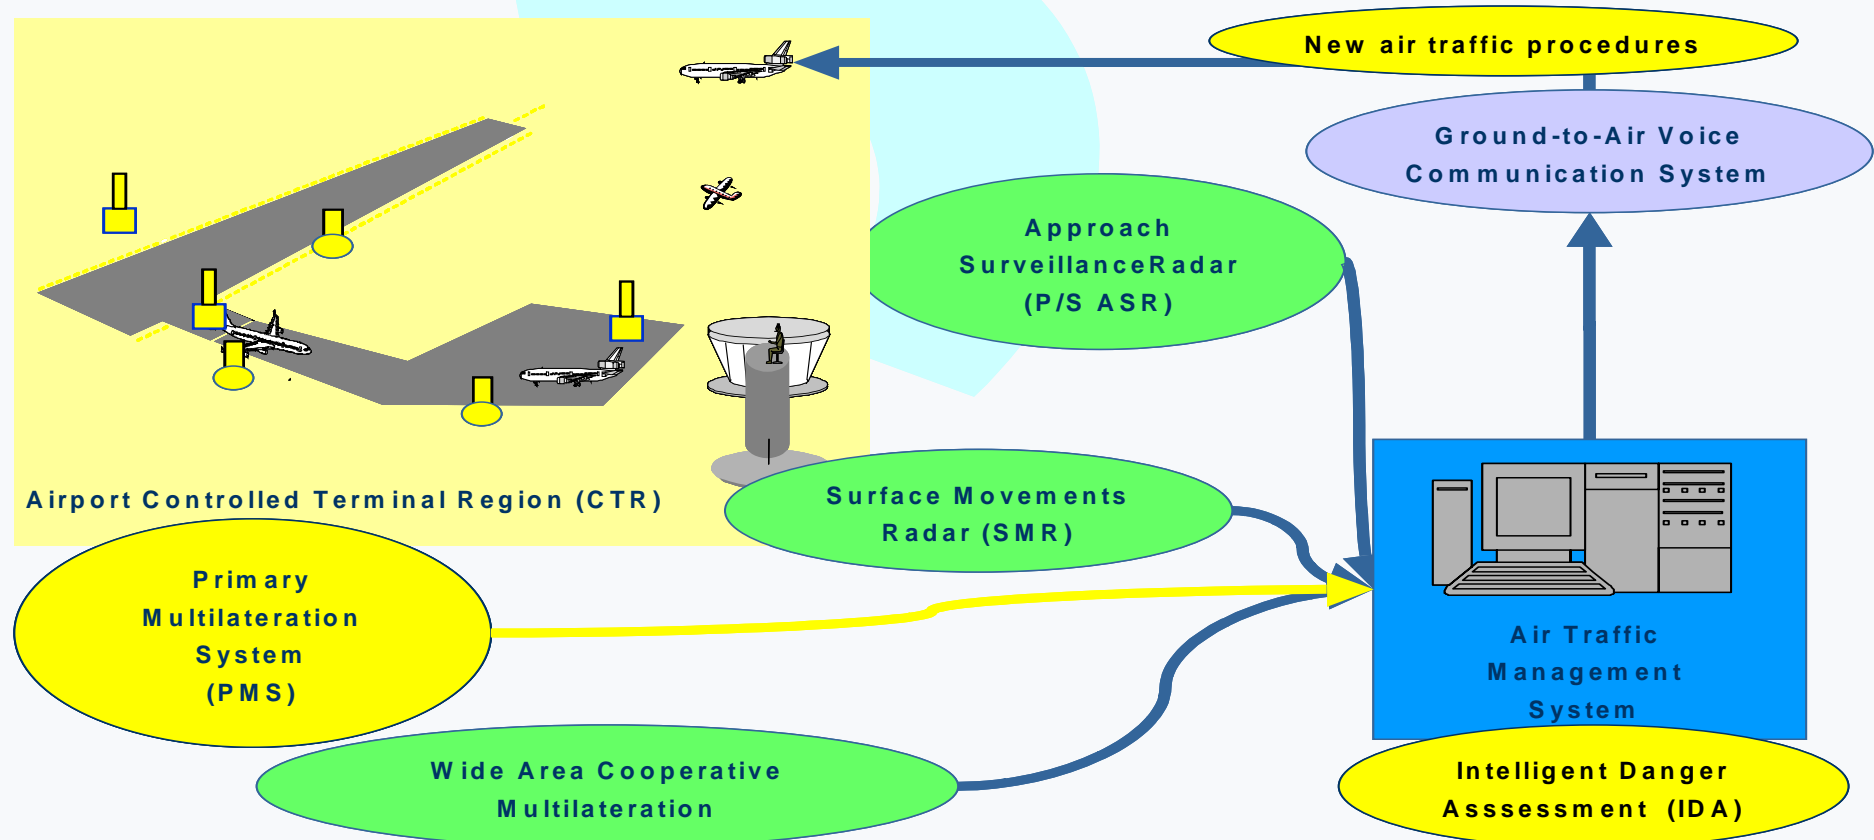 New air traffic procedures
Ground-to-Air Voice
Communication System
Approach
SurveillanceRadar
(P/S ASR)
Airport Controlled Terminal Region (CTR)
Surface Movements
Radar (SMR)
Primary
Multilateration
System
(PMS)
Air Traffic
Management
System
Wide Area Cooperative
Multilateration
Intelligent Danger
Asssessment (IDA)